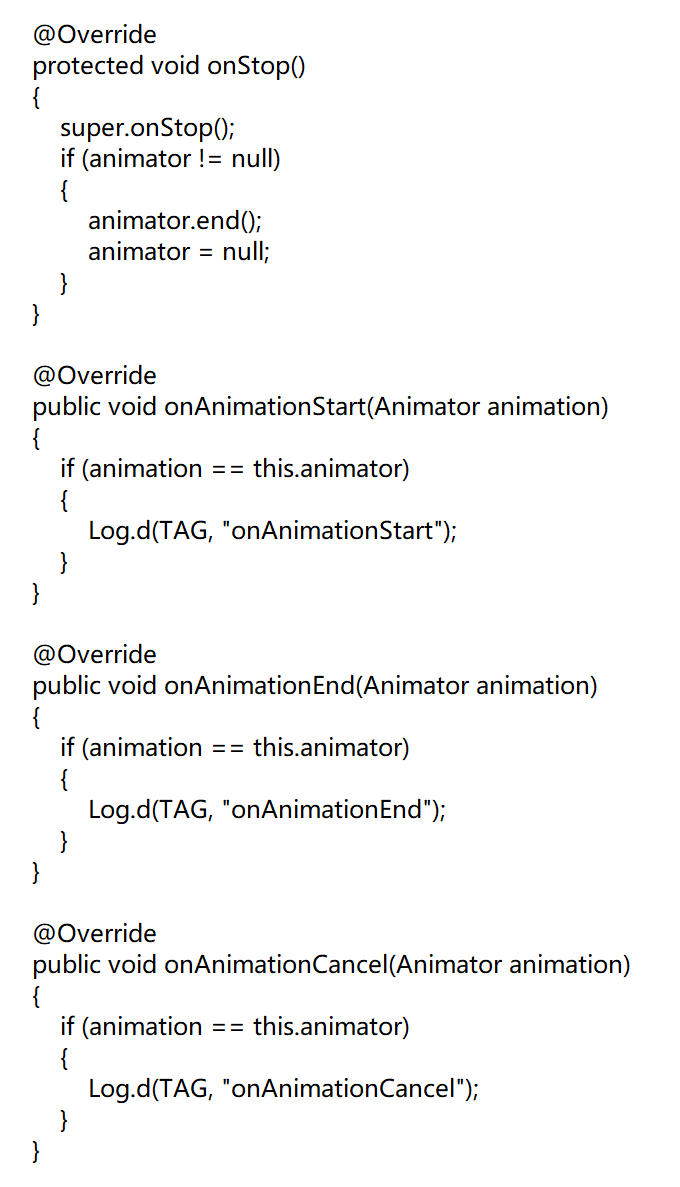 @Override
protected void onStop()
{
super.onStop();
if (animator != null)
{
animator.end();
animator = null;
}
}
@Override
public void onAnimationStart(Animator animation)
{
if (animation == this.animator)
{
Log.d(TAG, "onAnimationStart");
}
}
@Override
public void onAnimationEnd(Animator animation)
{
if (animation == this.animator)
{
Log.d(TAG, "onAnimationEnd");
}
}
@Override
public void onAnimationCancel(Animator animation)
{
if (animation == this.animator)
{
Log.d(TAG, "onAnimationCancel");
}
}